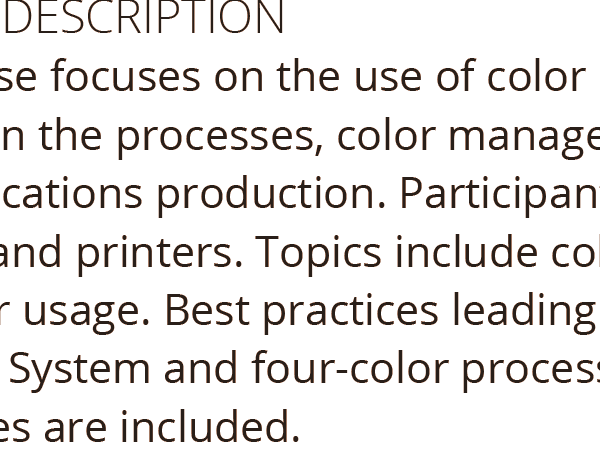 DESCRIPTION
se focuses on the use of color
n the processes, color manage
cations production. Participan
and printers. Topics include co
r usage. Best practices leading
System and four-color process
es are included.